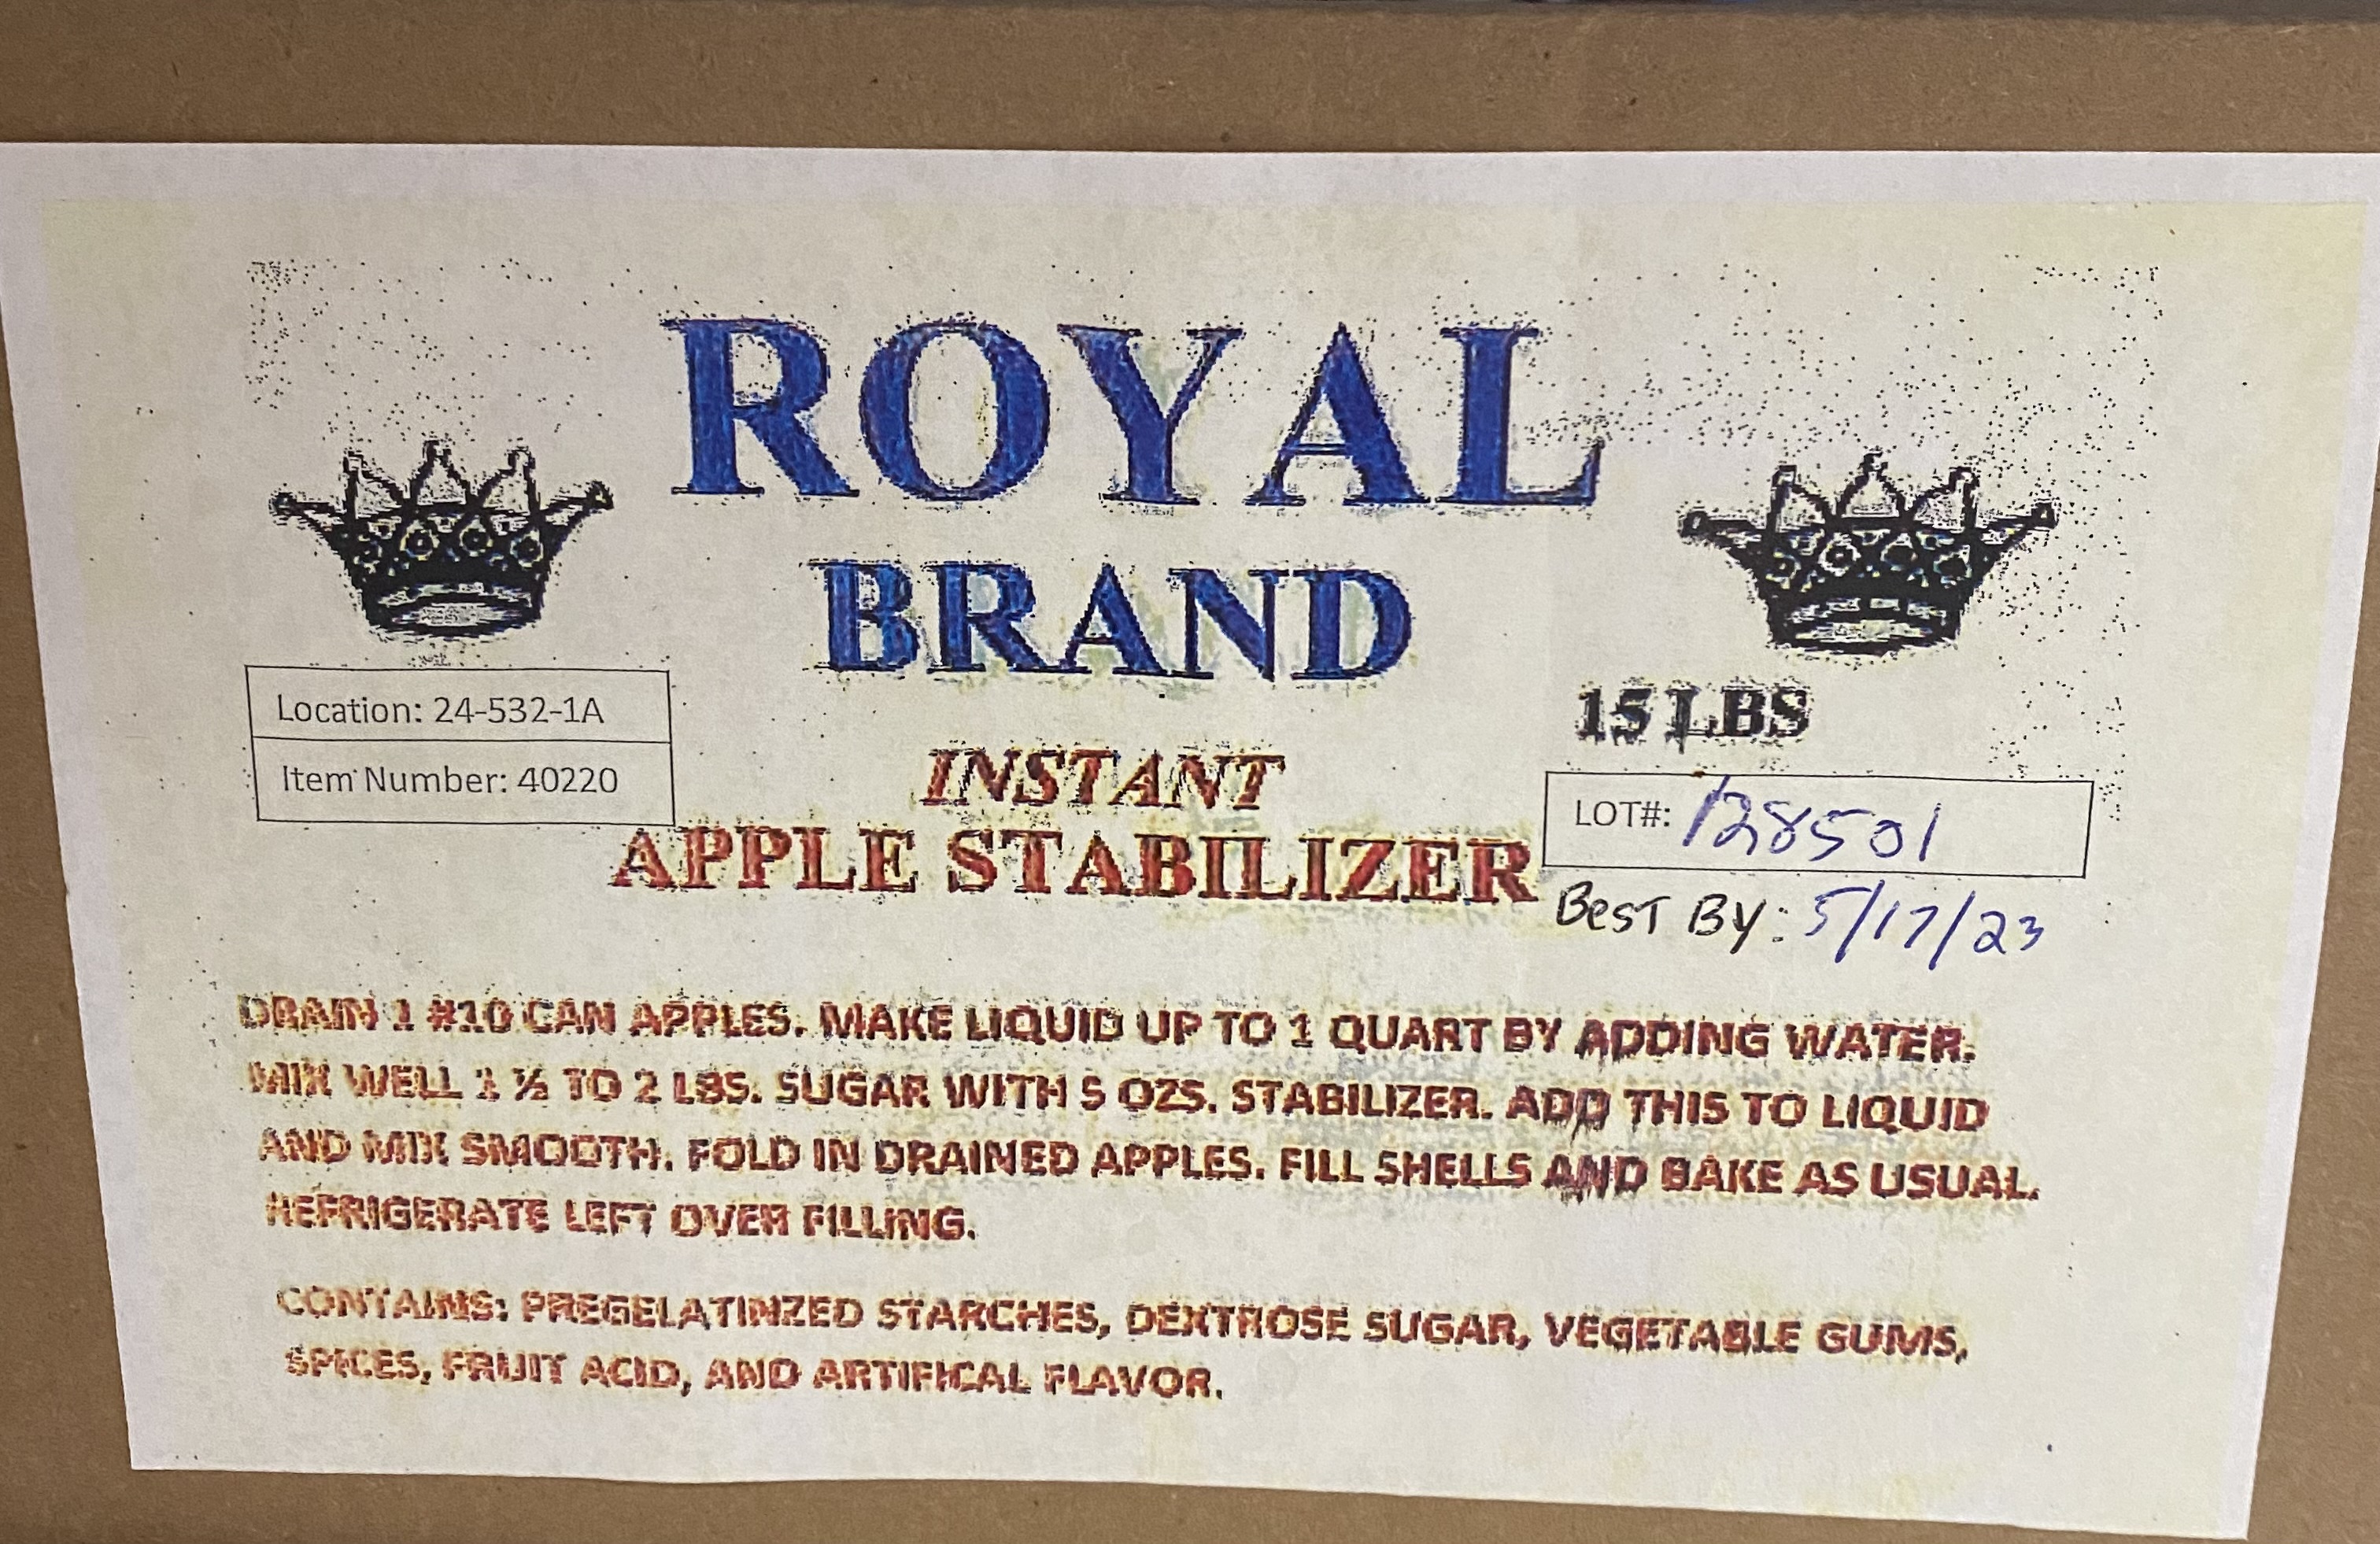 ROYAL
BRAND
15 LBS
Location: 24-532-1A
Item Number: 40220
INSTANT
APPLE STABILIZER
LOT#: 128501
BEST BY: 5/17/23
DRAIN 1 #10 CAN APPLES. MAKE LIQUID UP TO 1 QUART BY ADDING WATER.
MIX WELL 1 ½ TO 2 LBS. SUGAR WITH 5 OZS. STABILIZER. ADD THIS TO LIQUID
AND MIX SMOOTH. FOLD IN DRAINED APPLES. FILL SHELLS AND BAKE AS USUAL.
REFRIGERATE LEFT OVER FILLING.
CONTAINS: PREGELATINZED STARCHES, DEXTROSE SUGAR, VEGETABLE GUMS,
SPICES, FRUIT ACID, AND ARTIFICAL FLAVOR.